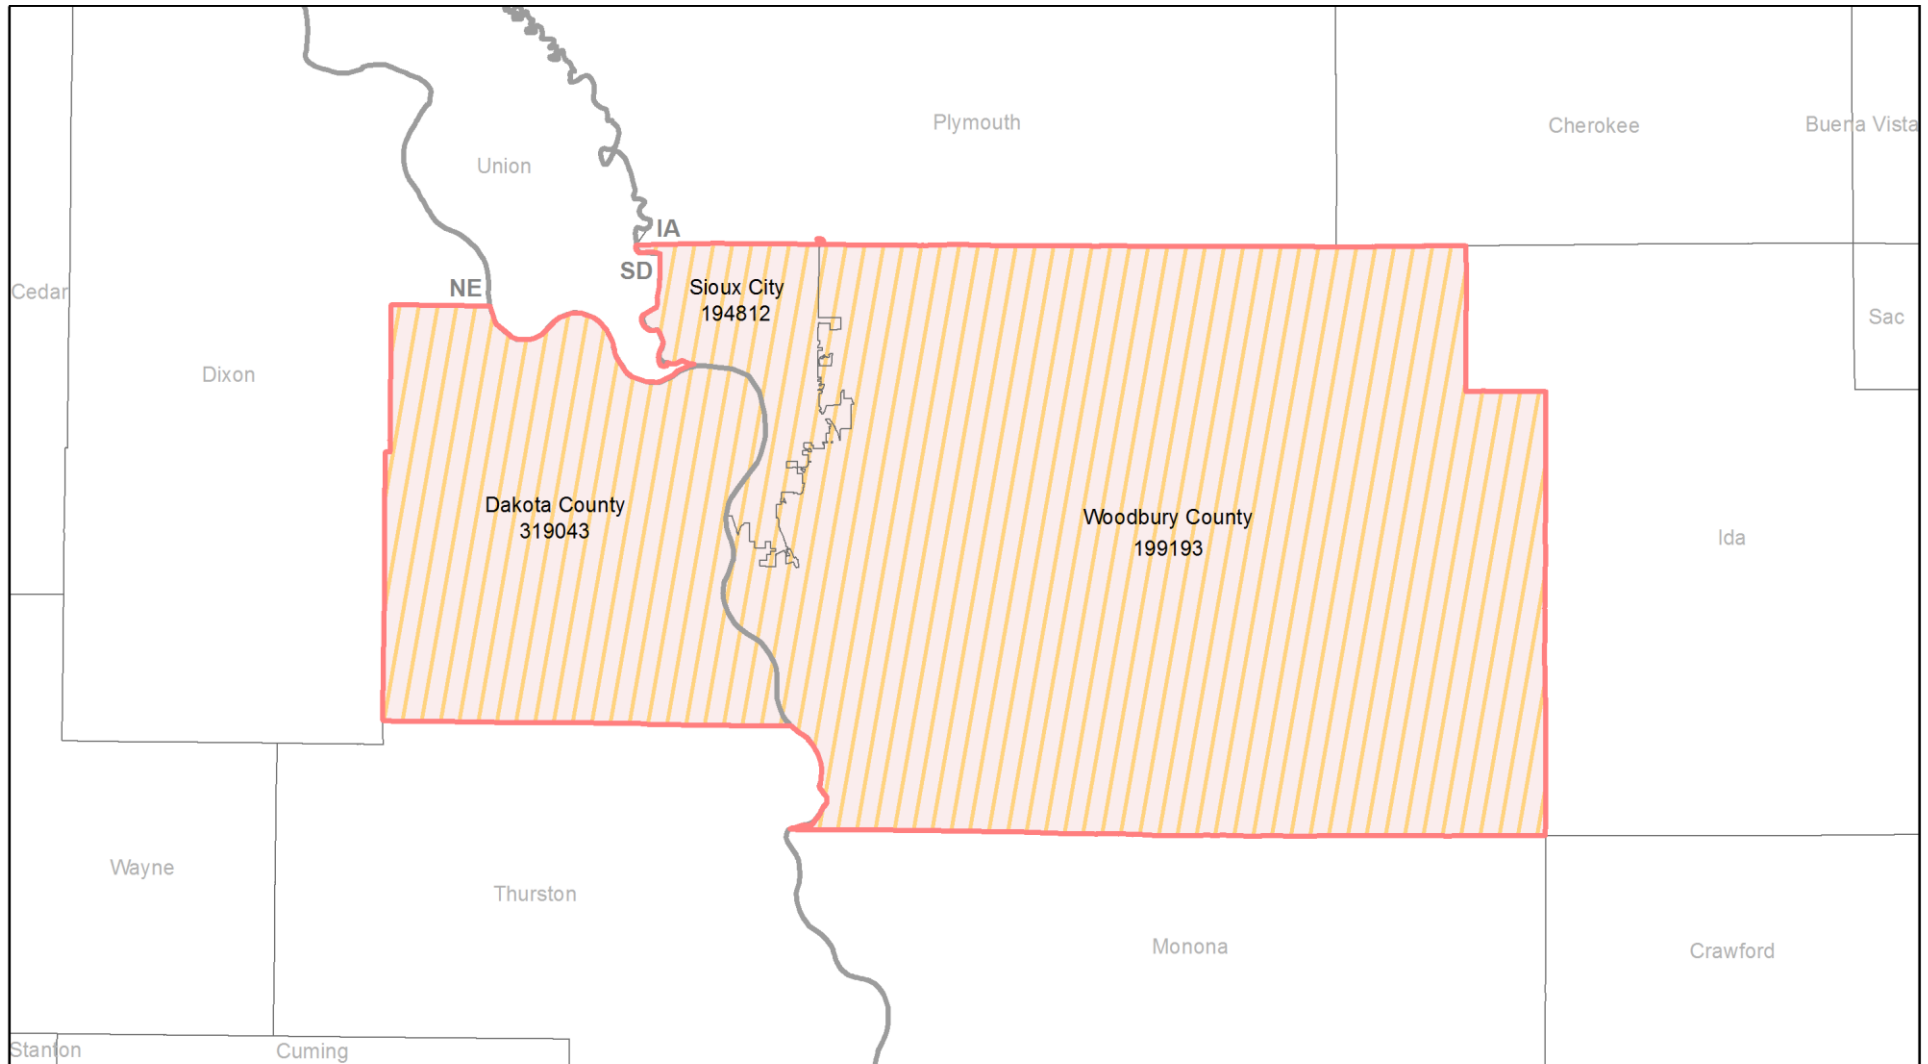 Plymouth
Cherokee
Buena Vista
Union
IA
SD
NE
Sioux City
194812
Cedar
Sac
Dixon
Dakota County
319043
Woodbury County
199193
Ida
Wayne
Thurston
Monona
Crawford
Stanton
Cuming